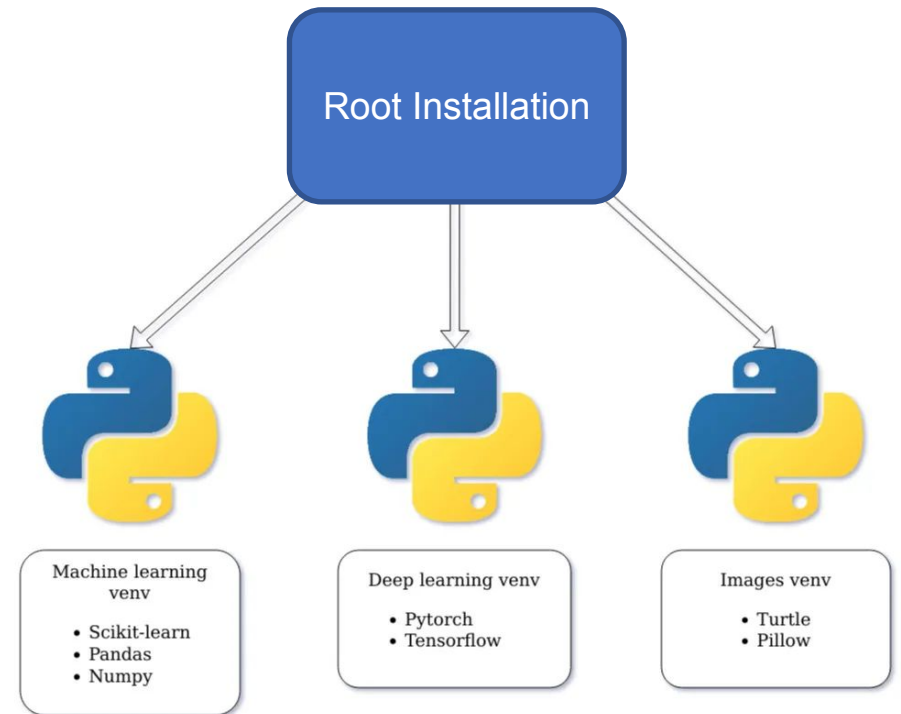 Root Installation
Machine learning
venv
• Scikit-learn
• Pandas
• Numpy
Deep learning venv
• Pytorch
• Tensorflow
Images venv
• Turtle
• Pillow